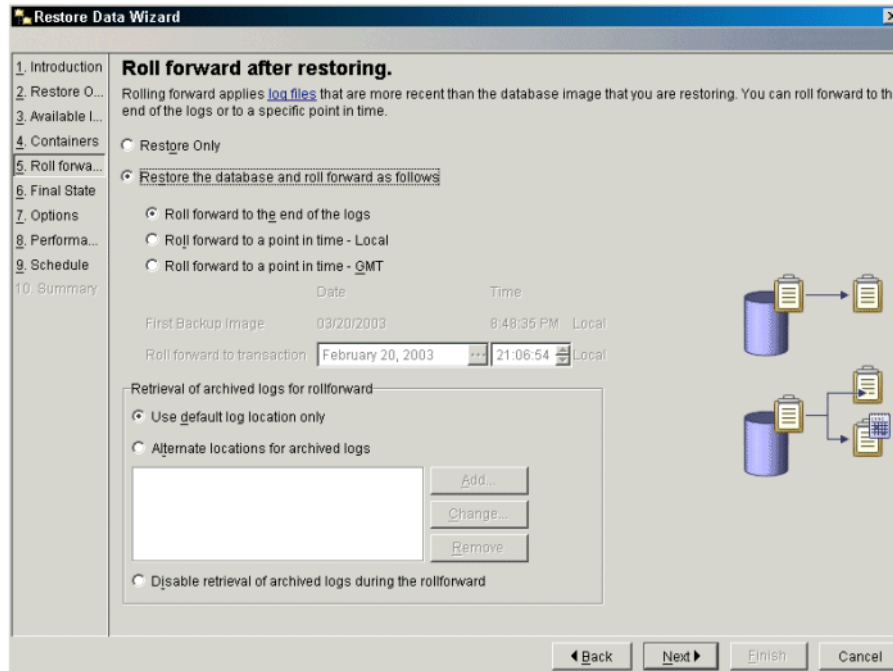 Restore Data Wizard
1. Introduction
2. Restore O...
3. Available I...
4. Containers
5. Roll forwa...
6. Final State
7. Options
8. Performa...
9. Schedule
10. Summary
Roll forward after restoring.
Rolling forward applies log files that are more recent than the database image that you are restoring. You can roll forward to th
end of the logs or to a specific point in time.
Restore Only
Restore the database and roll forward as follows
Roll forward to the end of the logs
Roll forward to a point in time - Local
Roll forward to a point in time - GMT
Date Time
First Backup Image 03/20/2003 8:48:35 PM Local
Roll forward to transaction February 20, 2003 ... 21:06:54 Local
Retrieval of archived logs for rollforward
Use default log location only
Alternate locations for archived logs
Add...
Change...
Remove
Disable retrieval of archived logs during the rollforward
Back Next Finish Cancel